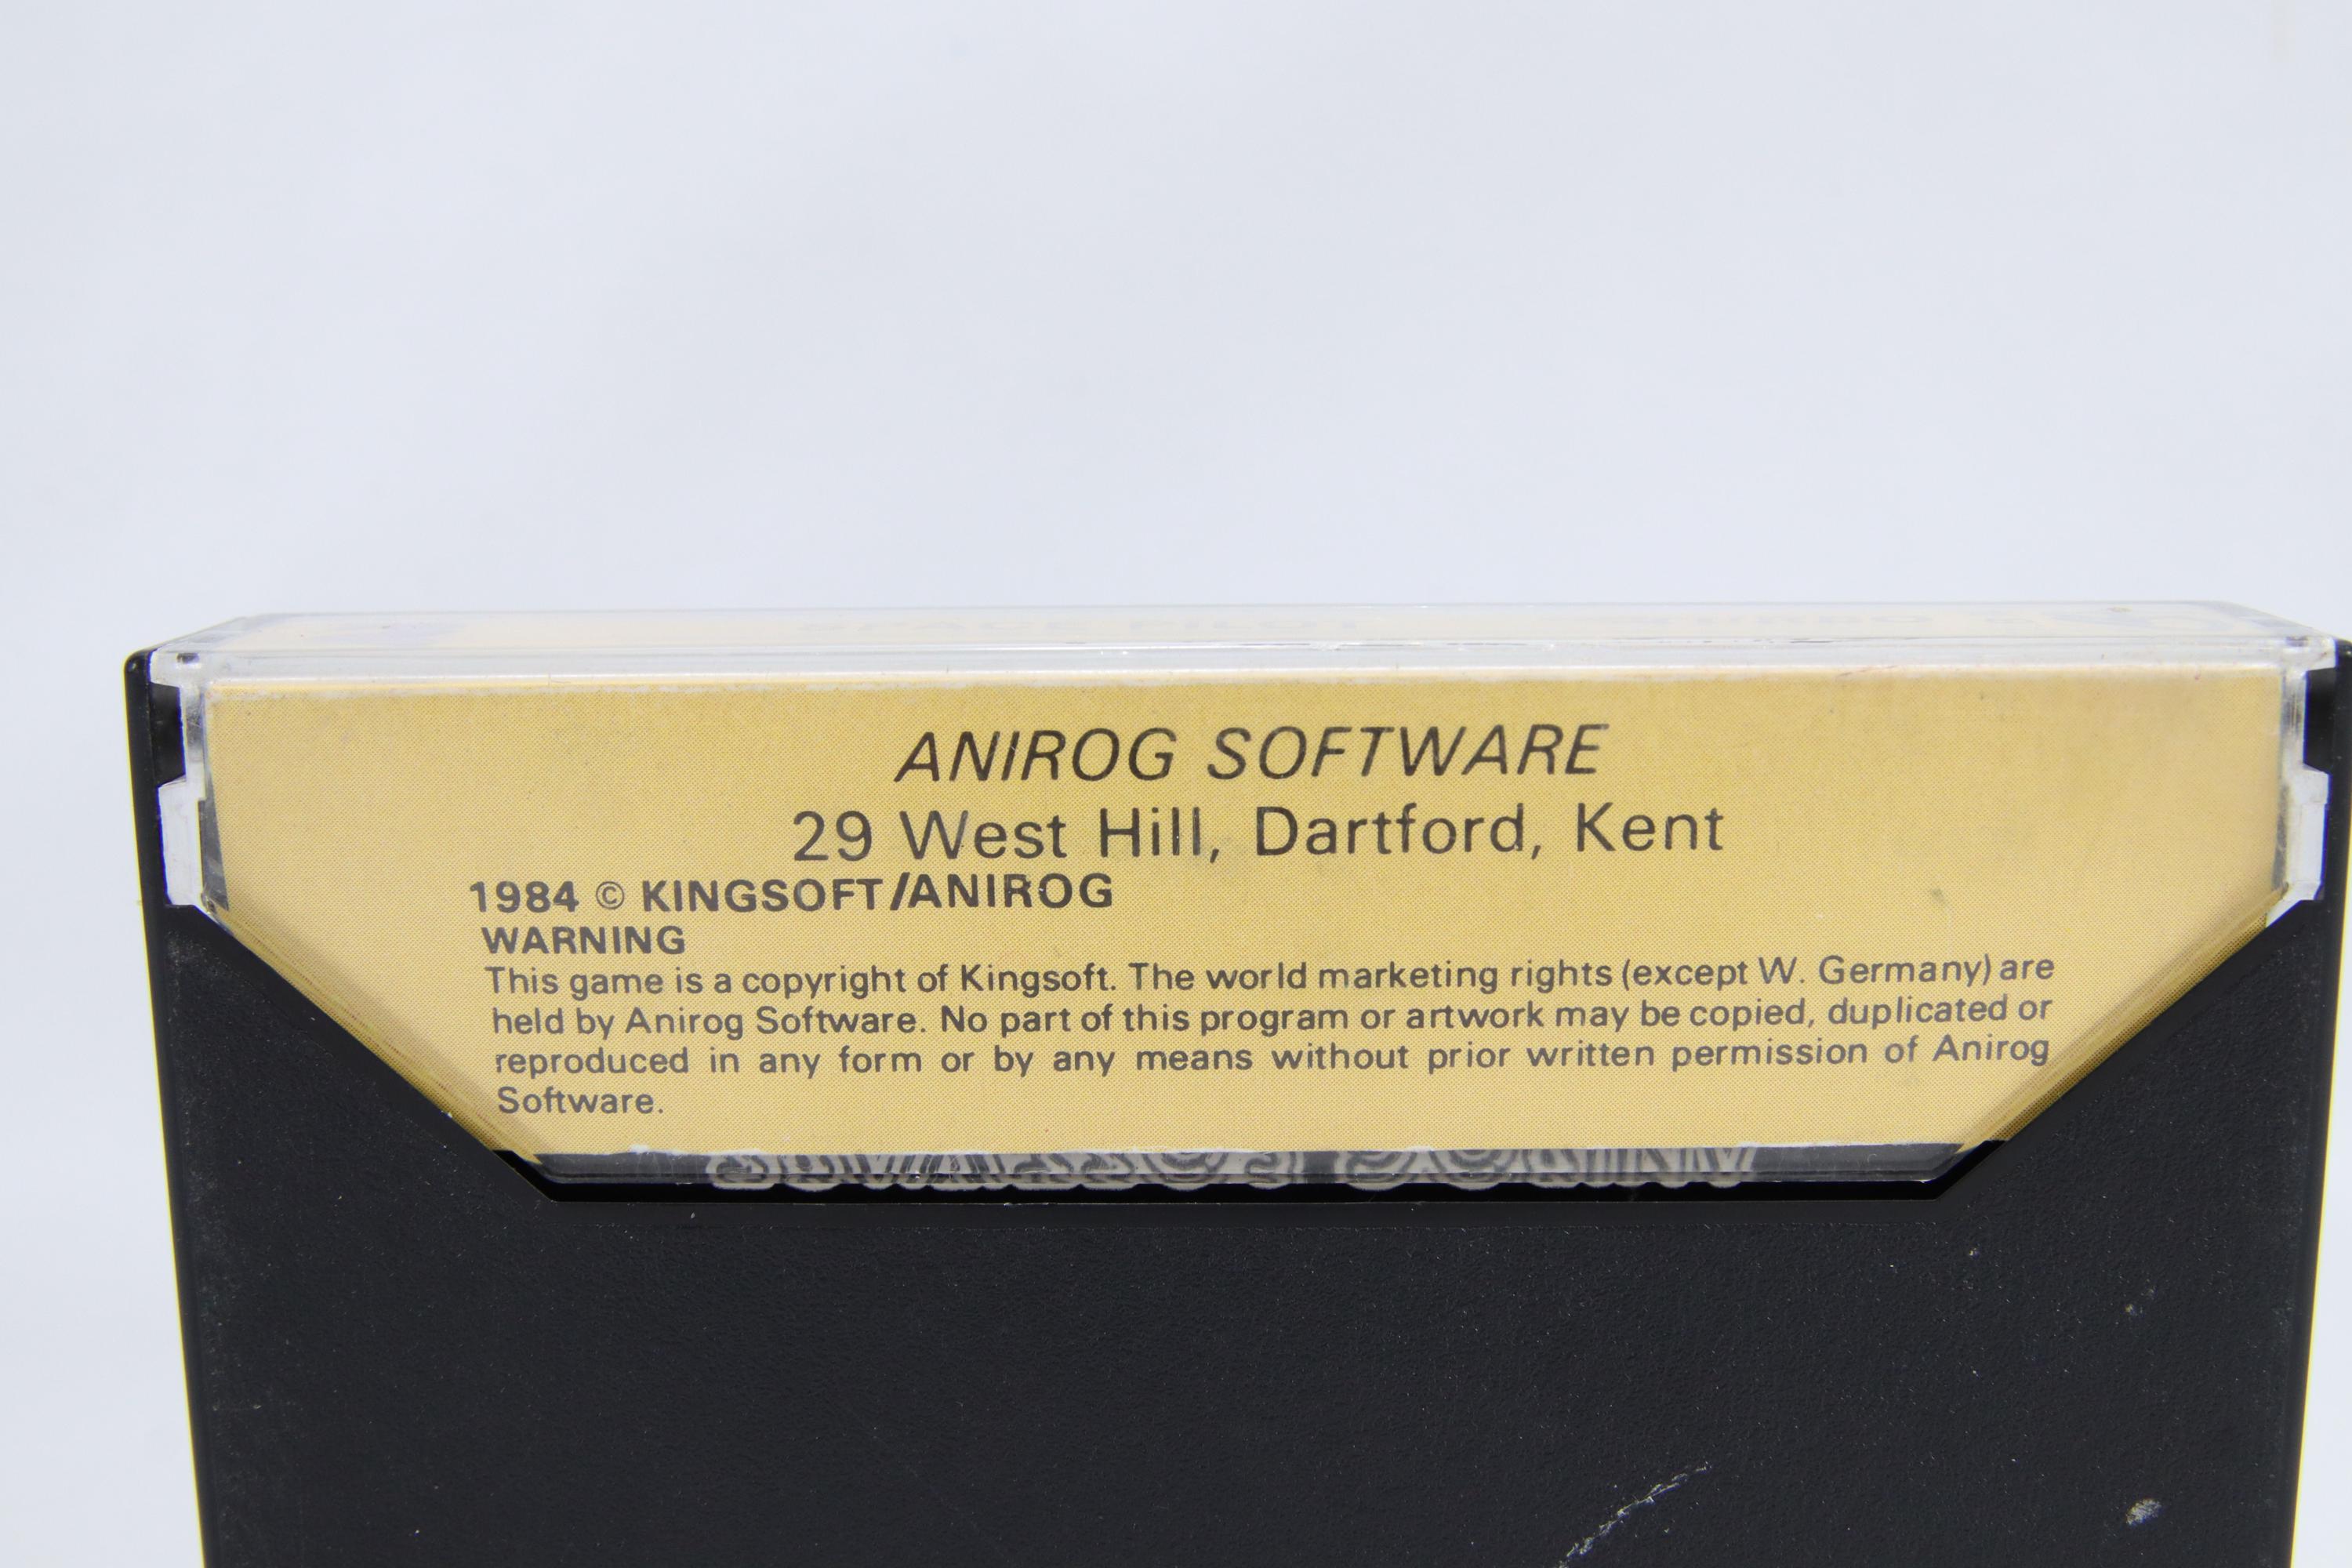 SPACE PILOT
ANIROG SOFTWARE
29 West Hill, Dartford, Kent
1984 © KINGSOFT/ANIROG
WARNING
This game is a copyright of Kingsoft. The world marketing rights (except W. Germany) are
held by Anirog Software. No part of this program or artwork may be copied, duplicated or
reproduced in any form or by any means without prior written permission of Anirog
Software.